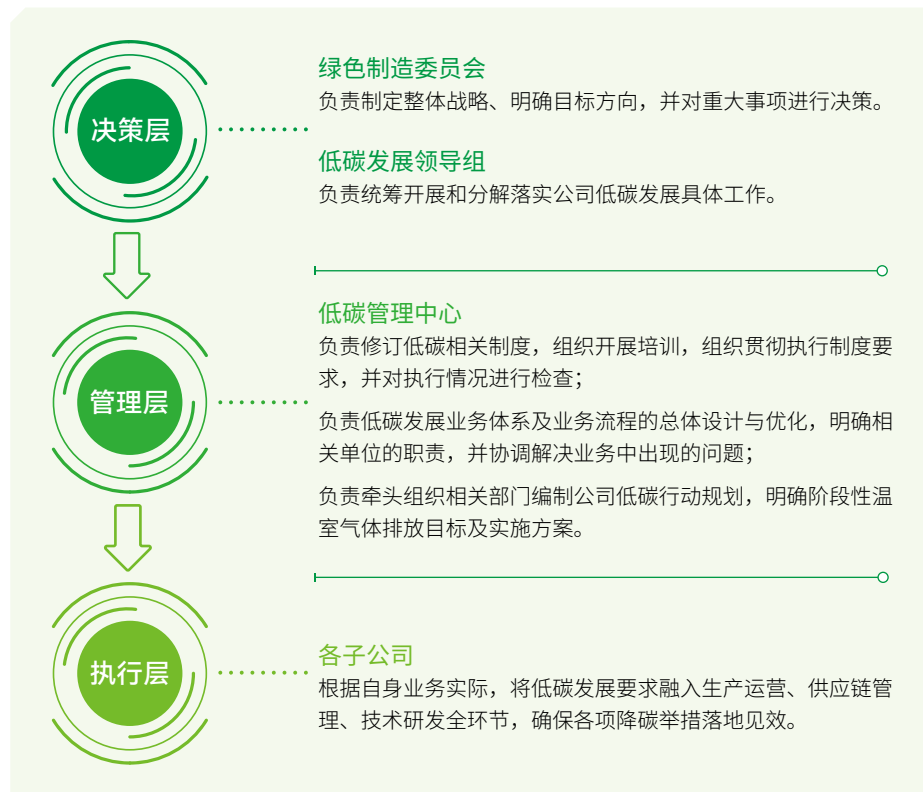 决策层
绿色制造委员会
负责制定整体战略、明确目标方向，并对重大事项进行决策。
低碳发展领导组
负责统筹开展和分解落实公司低碳发展具体工作。
管理层
低碳管理中心
负责修订低碳相关制度，组织开展培训，组织贯彻执行制度要
求，并对执行情况进行检查；
负责低碳发展业务体系及业务流程的总体设计与优化，明确相
关单位的职责，并协调解决业务中出现的问题；
负责牵头组织相关部门编制公司低碳行动规划，明确阶段性温
室气体排放目标及实施方案。
执行层
各子公司
根据自身业务实际，将低碳发展要求融入生产运营、供应链管
理、技术研发全环节，确保各项降碳举措落地见效。